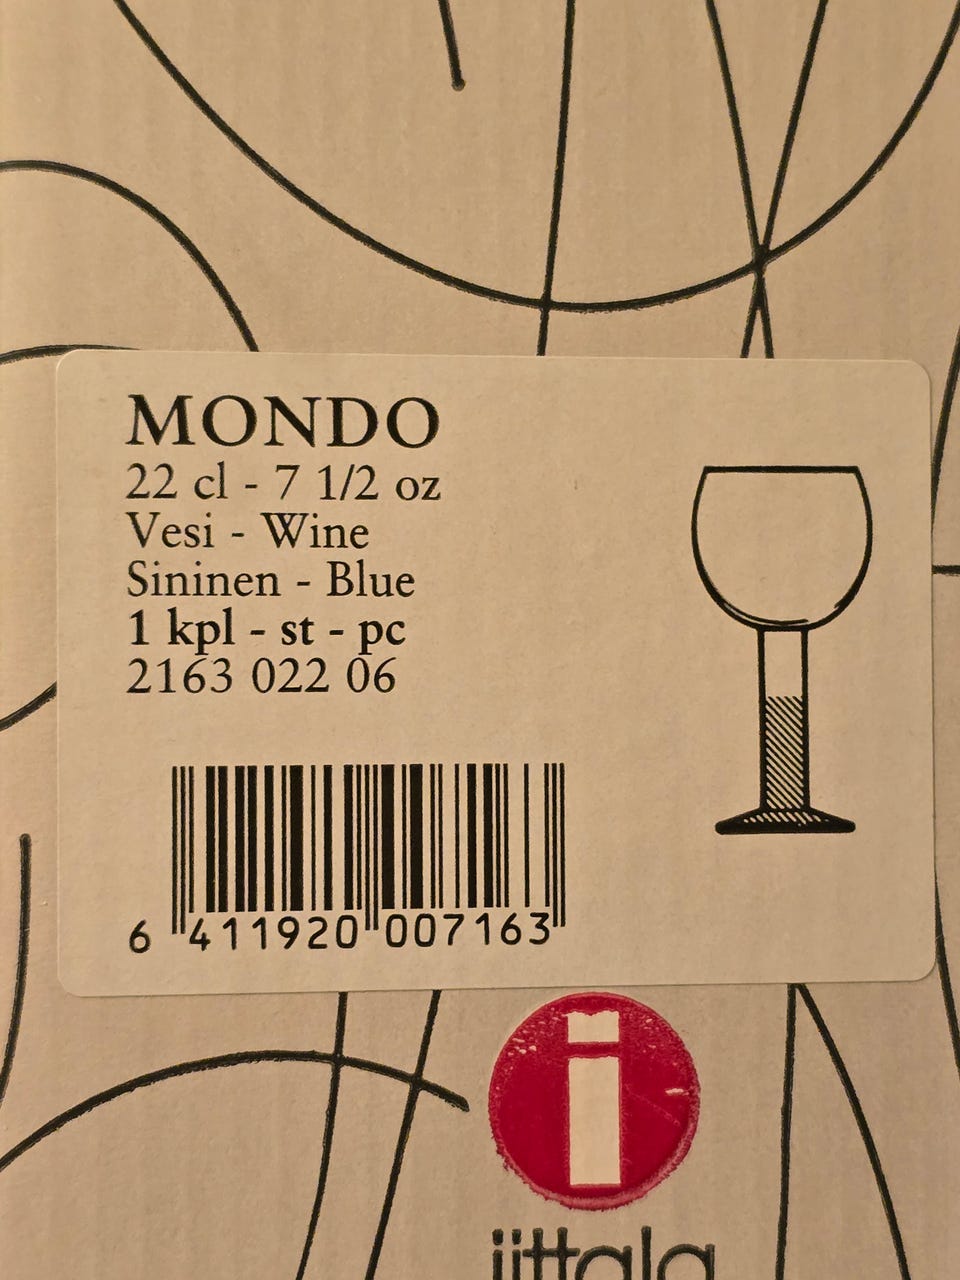 MONDO
22 cl - 7 1/2 oz
Vesi - Wine
Sininen - Blue
1 kpl - st - pc
2163 022 06
6 411920 007163
i
iittala